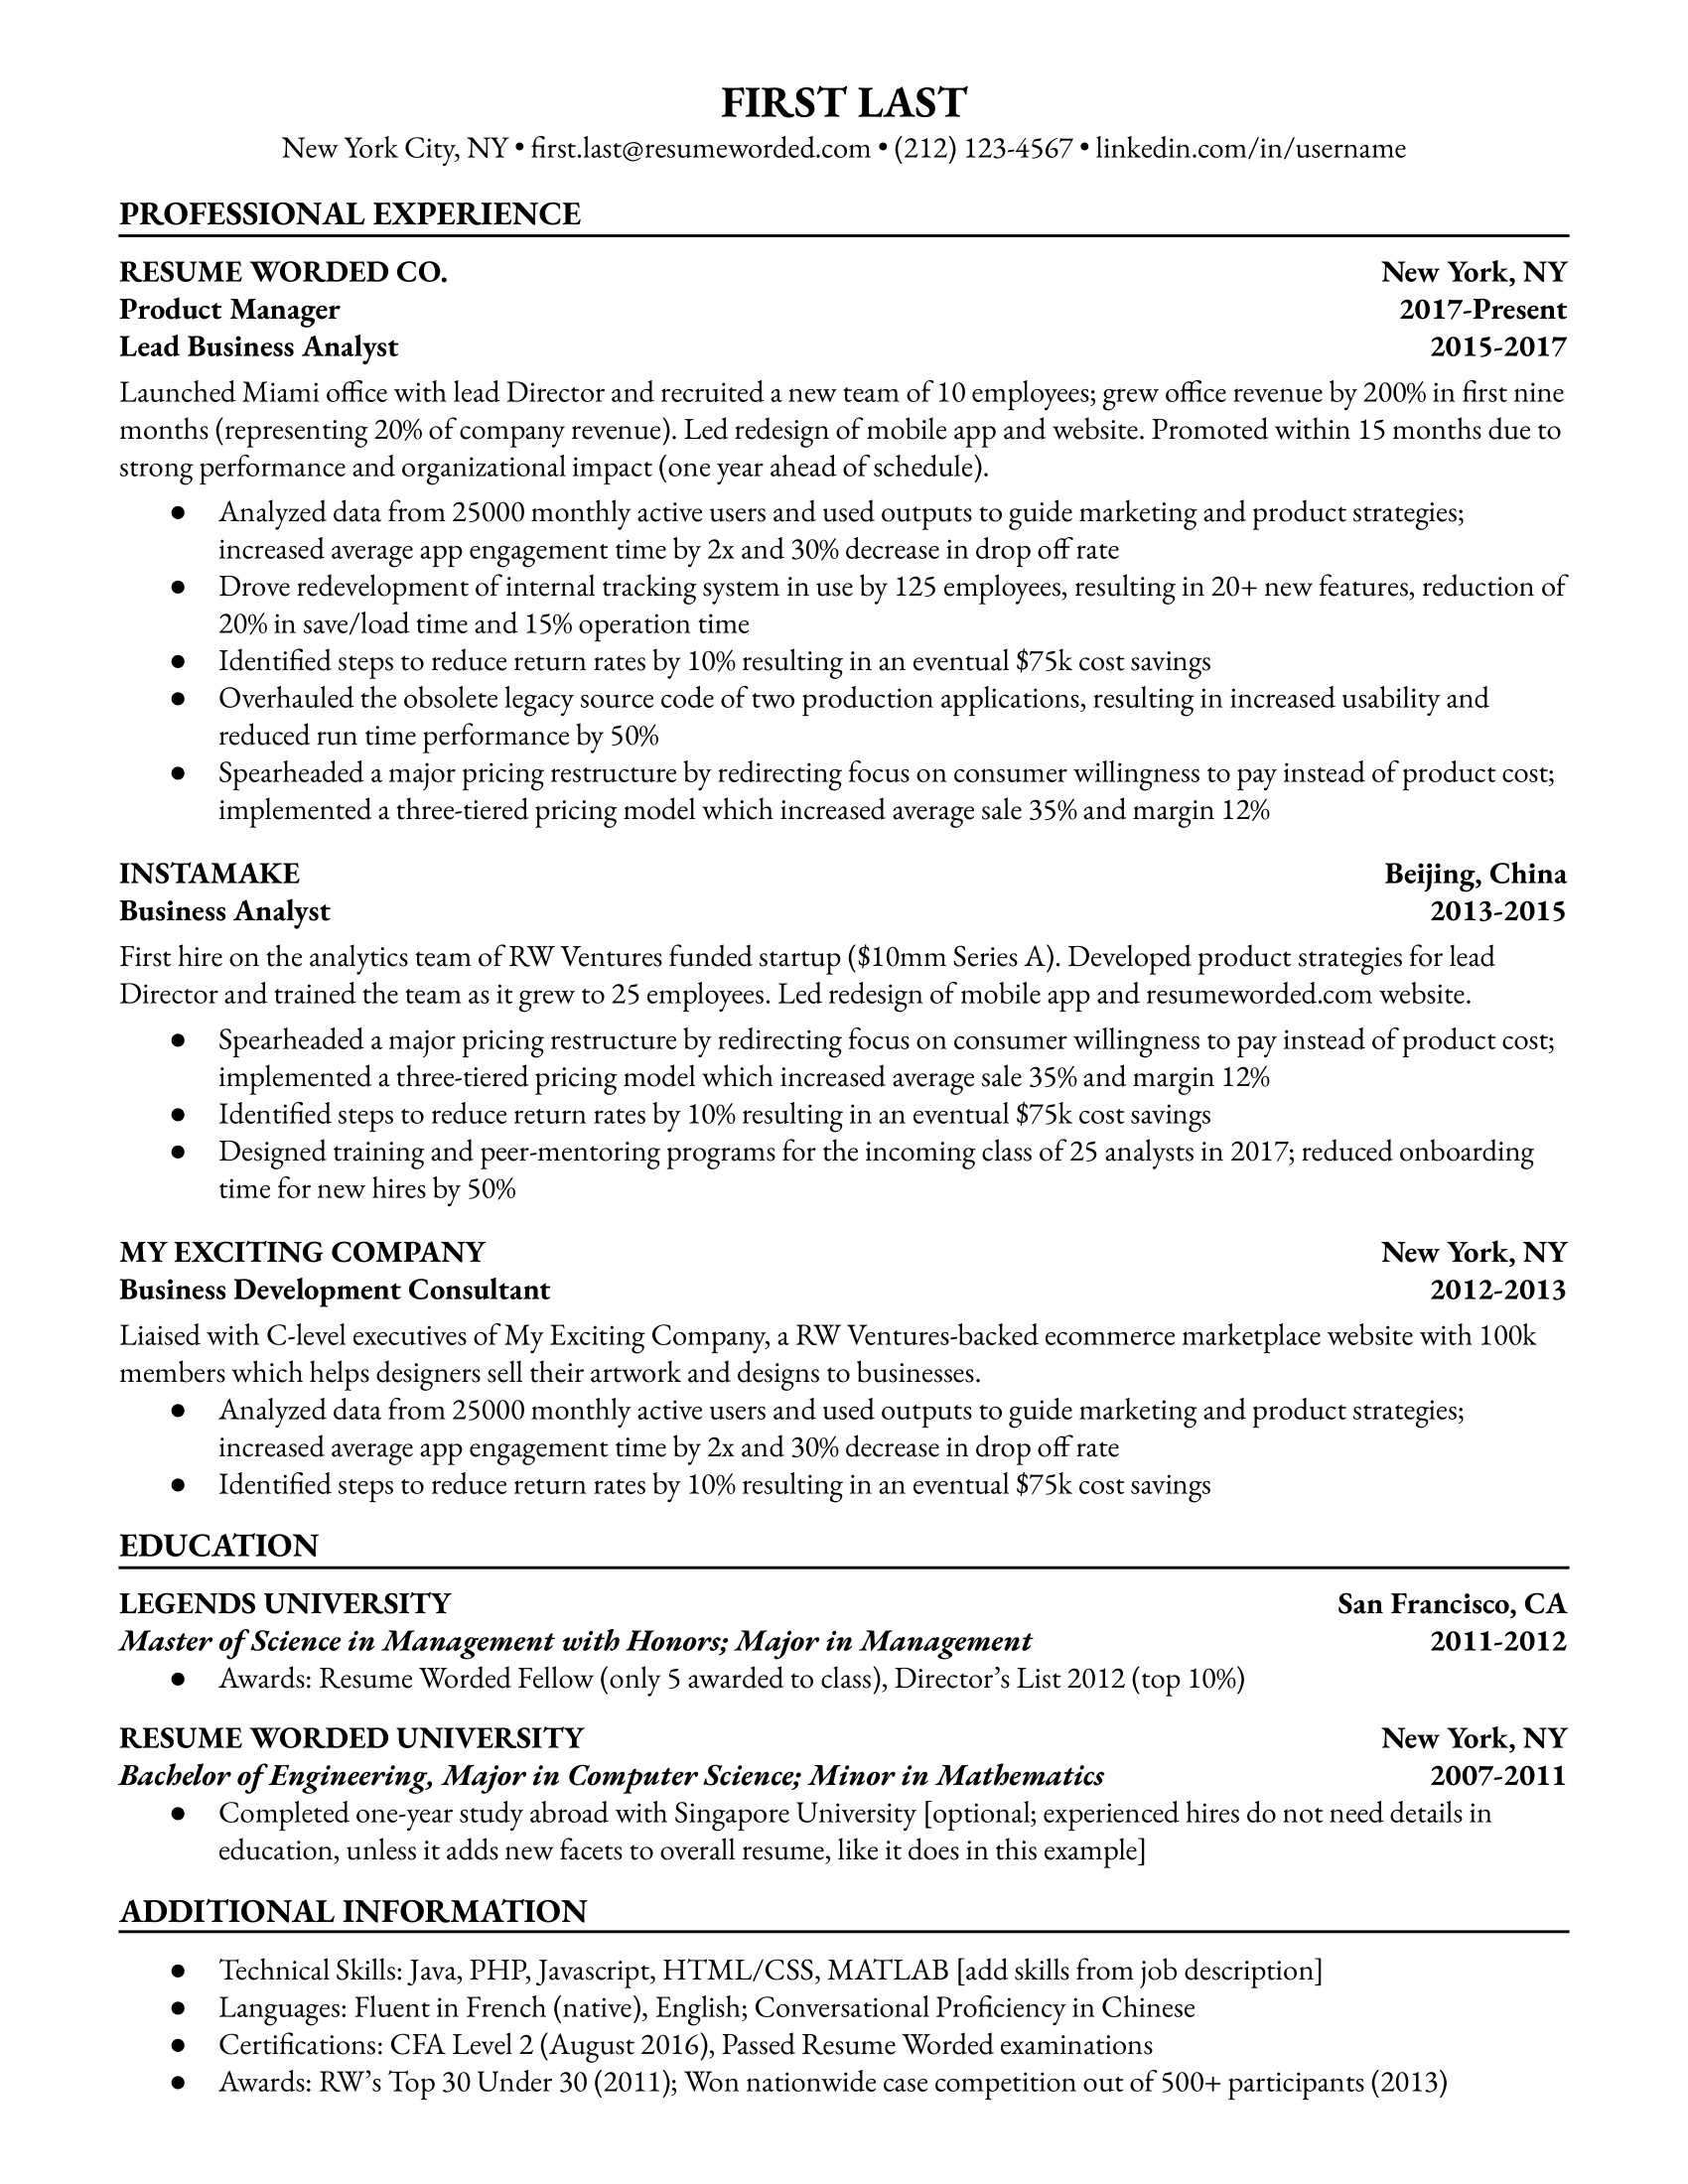 FIRST LAST
New York City, NY • first.last@resumeworded.com • (212) 123-4567 • linkedin.com/in/username
PROFESSIONAL EXPERIENCE
RESUME WORDED CO. New York, NY
Product Manager 2017-Present
Lead Business Analyst 2015-2017
Launched Miami office with lead Director and recruited a new team of 10 employees; grew office revenue by 200% in first nine
months (representing 20% of company revenue). Led redesign of mobile app and website. Promoted within 15 months due to
strong performance and organizational impact (one year ahead of schedule).
● Analyzed data from 25000 monthly active users and used outputs to guide marketing and product strategies;
increased average app engagement time by 2x and 30% decrease in drop off rate
● Drove redevelopment of internal tracking system in use by 125 employees, resulting in 20+ new features, reduction of
20% in save/load time and 15% operation time
● Identified steps to reduce return rates by 10% resulting in an eventual $75k cost savings
● Overhauled the obsolete legacy source code of two production applications, resulting in increased usability and
reduced run time performance by 50%
● Spearheaded a major pricing restructure by redirecting focus on consumer willingness to pay instead of product cost;
implemented a three-tiered pricing model which increased average sale 35% and margin 12%
INSTAMAKE Beijing, China
Business Analyst 2013-2015
First hire on the analytics team of RW Ventures funded startup ($10mm Series A). Developed product strategies for lead
Director and trained the team as it grew to 25 employees. Led redesign of mobile app and resumeworded.com website.
● Spearheaded a major pricing restructure by redirecting focus on consumer willingness to pay instead of product cost;
implemented a three-tiered pricing model which increased average sale 35% and margin 12%
● Identified steps to reduce return rates by 10% resulting in an eventual $75k cost savings
● Designed training and peer-mentoring programs for the incoming class of 25 analysts in 2017; reduced onboarding
time for new hires by 50%
MY EXCITING COMPANY New York, NY
Business Development Consultant 2012-2013
Liaised with C-level executives of My Exciting Company, a RW Ventures-backed ecommerce marketplace website with 100k
members which helps designers sell their artwork and designs to businesses.
● Analyzed data from 25000 monthly active users and used outputs to guide marketing and product strategies;
increased average app engagement time by 2x and 30% decrease in drop off rate
● Identified steps to reduce return rates by 10% resulting in an eventual $75k cost savings
EDUCATION
LEGENDS UNIVERSITY San Francisco, CA
Master of Science in Management with Honors; Major in Management 2011-2012
● Awards: Resume Worded Fellow (only 5 awarded to class), Director’s List 2012 (top 10%)
RESUME WORDED UNIVERSITY New York, NY
Bachelor of Engineering, Major in Computer Science; Minor in Mathematics 2007-2011
● Completed one-year study abroad with Singapore University [optional; experienced hires do not need details in
education, unless it adds new facets to overall resume, like it does in this example]
ADDITIONAL INFORMATION
● Technical Skills: Java, PHP, Javascript, HTML/CSS, MATLAB [add skills from job description]
● Languages: Fluent in French (native), English; Conversational Proficiency in Chinese
● Certifications: CFA Level 2 (August 2016), Passed Resume Worded examinations
● Awards: RW’s Top 30 Under 30 (2011); Won nationwide case competition out of 500+ participants (2013)